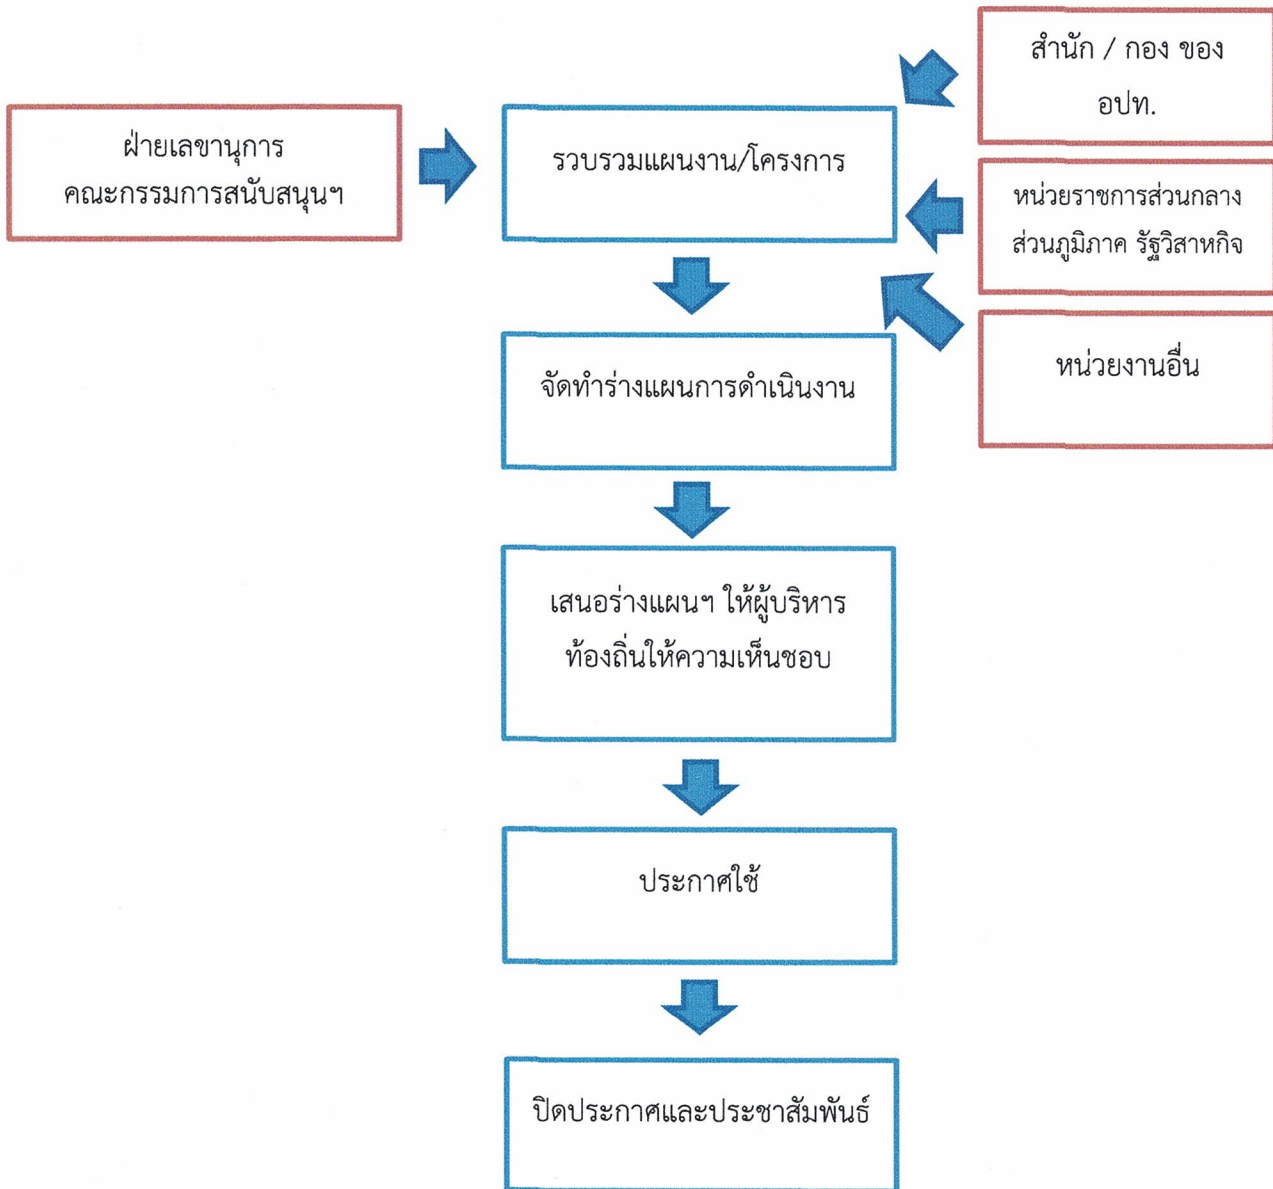 สำนัก / กอง ของ
อปท.
ฝ่ายเลขานุการ
คณะกรรมการสนับสนุนฯ
รวบรวมแผนงาน/โครงการ
หน่วยราชการส่วนกลาง
ส่วนภูมิภาค รัฐวิสาหกิจ
หน่วยงานอื่น
จัดทำร่างแผนการดำเนินงาน
เสนอร่างแผนฯ ให้ผู้บริหาร
ท้องถิ่นให้ความเห็นชอบ
ประกาศใช้
ปิดประกาศและประชาสัมพันธ์